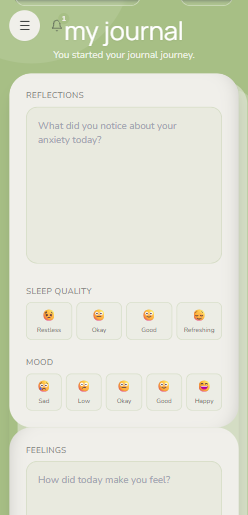 1
my journal
You started your journal journey.
REFLECTIONS
What did you notice about your
anxiety today?
SLEEP QUALITY
Restless Okay Good Refreshing
MOOD
Sad Low Okay Good Happy
FEELINGS
How did today make you feel?